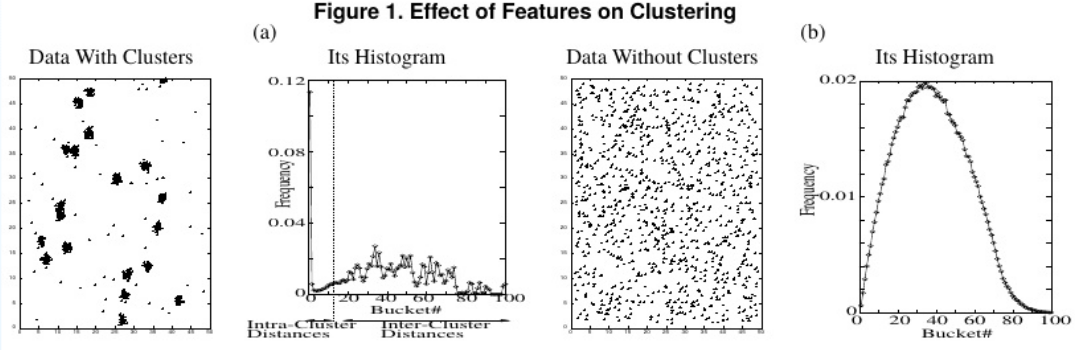 Figure 1. Effect of Features on Clustering
(a)
(b)
Data With Clusters
Its Histogram
Data Without Clusters
Its Histogram
0.12
0.08
0.04
0
Frequency
0 20 40 60 80 100
Bucket#
Intra-Cluster
Distances
Inter-Cluster
Distances
0.02
0.01
0
Frequency
0 20 40 60 80 100
Bucket#